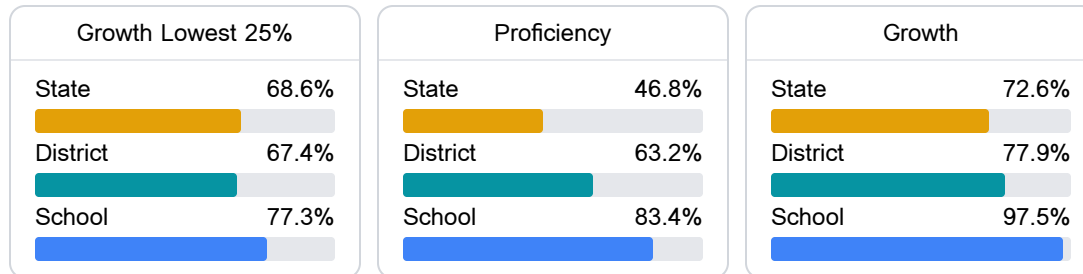 Growth Lowest 25%
State 68.6%
District 67.4%
School 77.3%
Proficiency
State 46.8%
District 63.2%
School 83.4%
Growth
State 72.6%
District 77.9%
School 97.5%